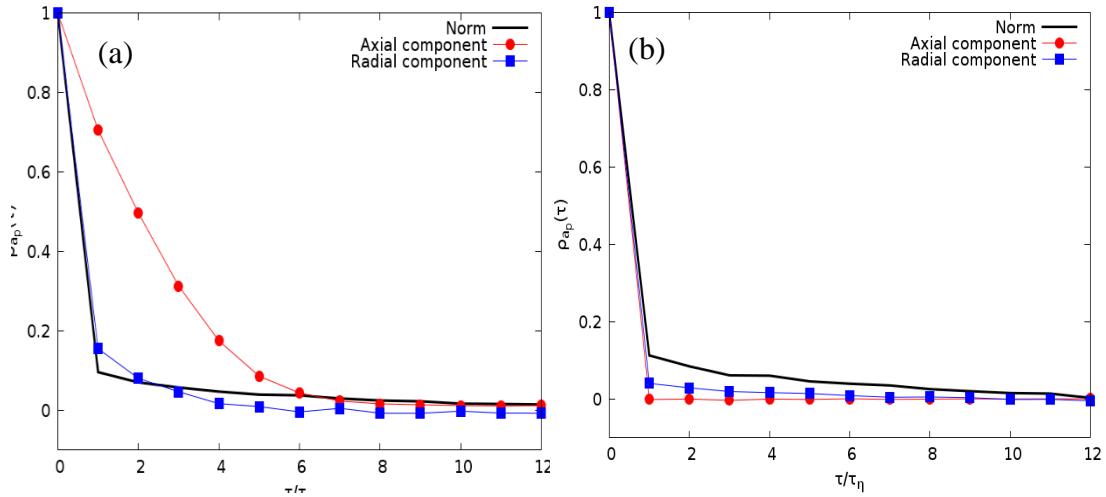 (a)
Norm
Axial component
Radial component
1
0.8
0.6
0.4
0.2
0
0 2 4 6 8 10 12
(b)
Norm
Axial component
Radial component
1
0.8
0.6
0.4
0.2
0
ρap(τ)
0 2 4 6 8 10 12
τ/τη